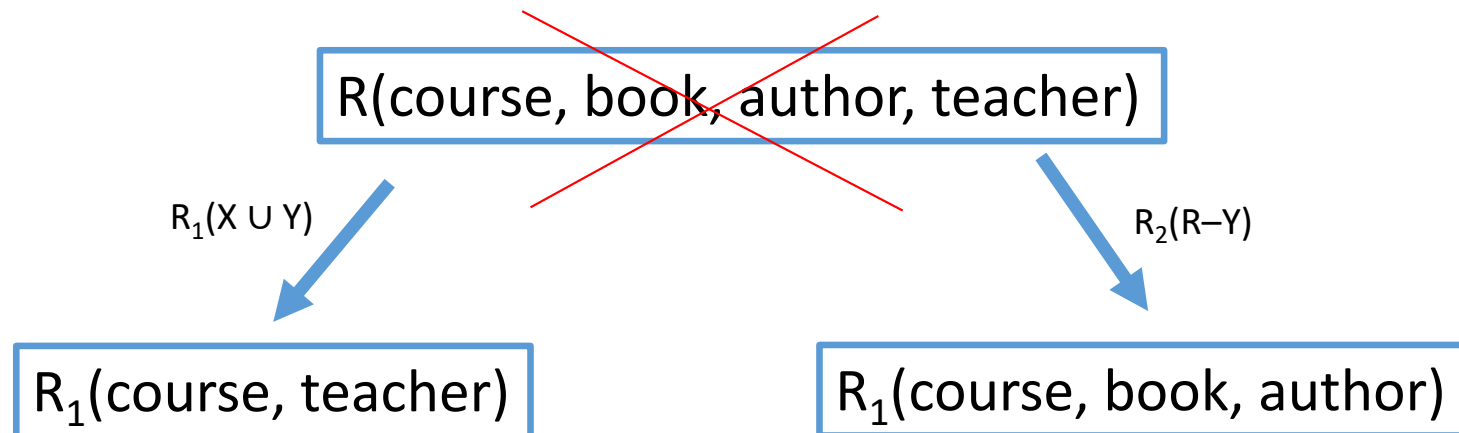 R(course, book, author, teacher)
R₁(X ∪ Y)
R₂(R–Y)
R₁(course, teacher)
R₁(course, book, author)